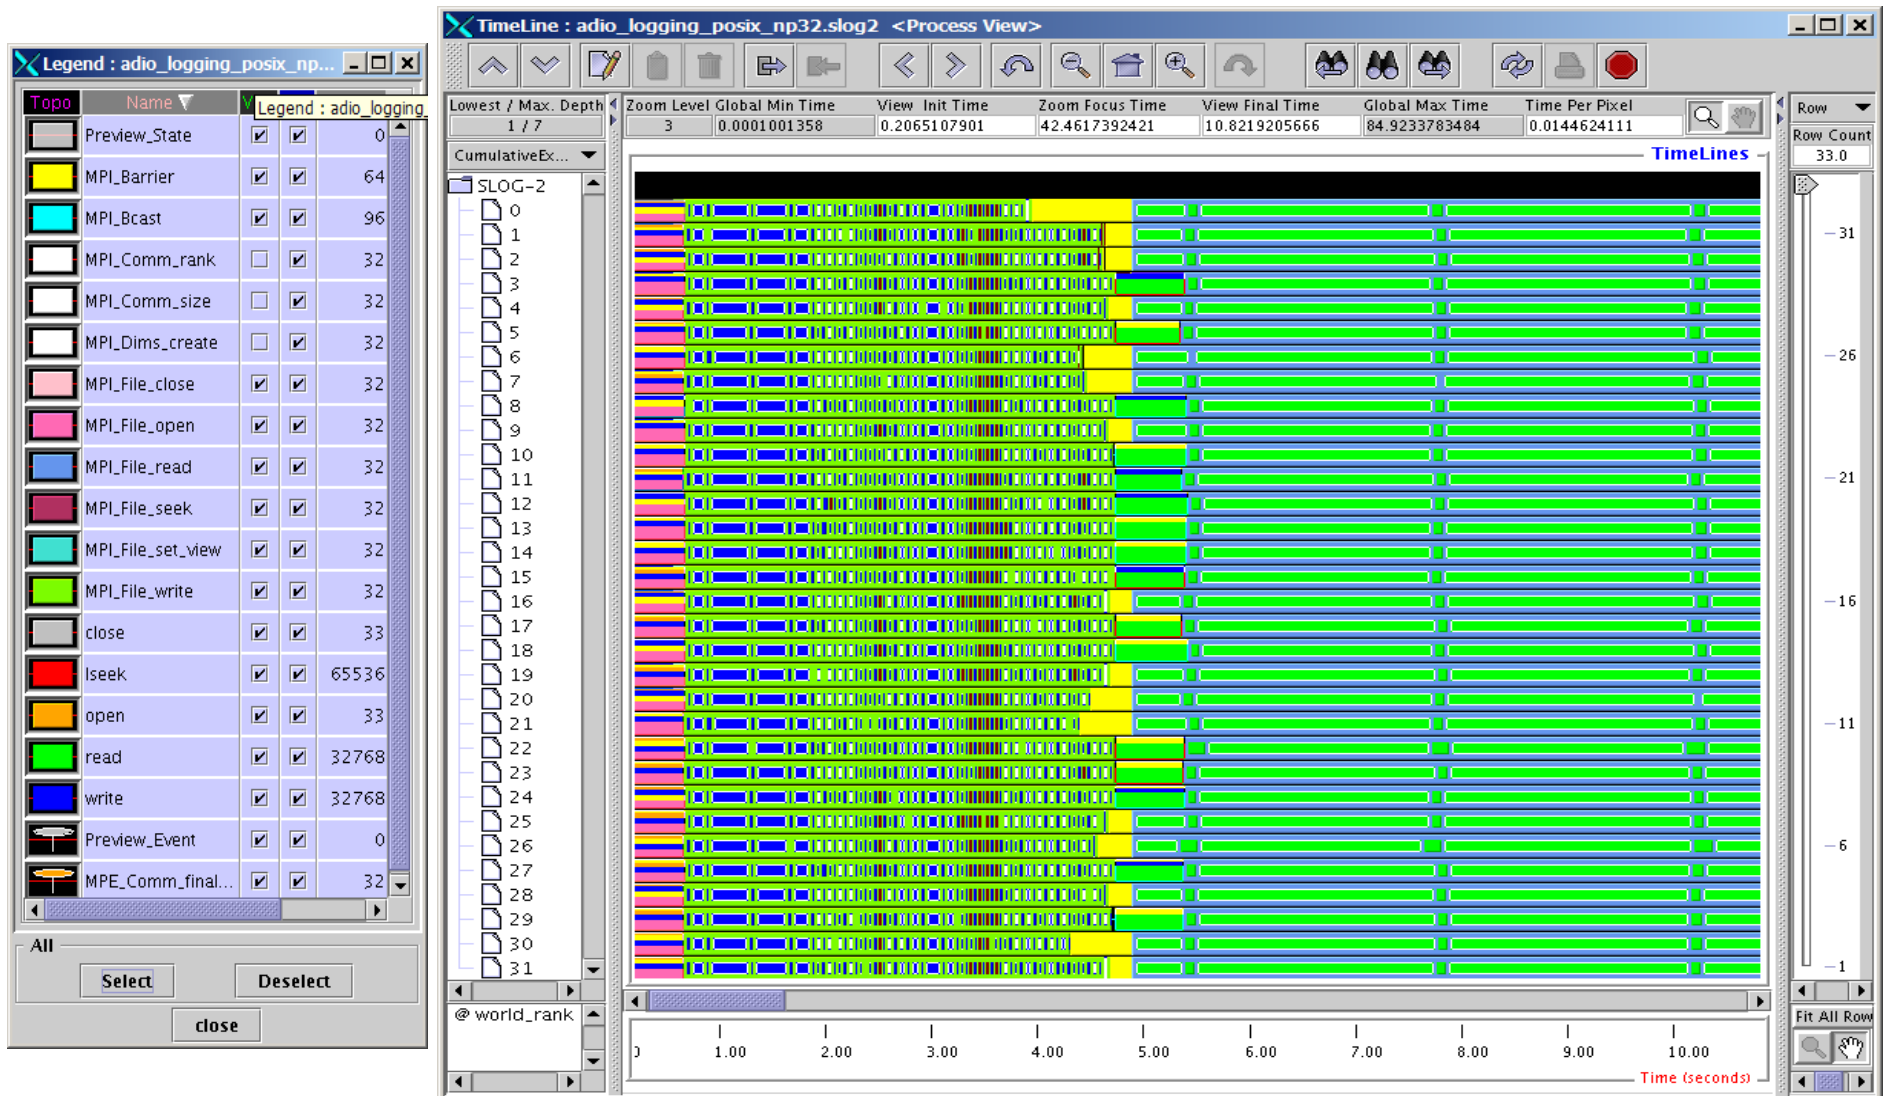 Legend : adio_logging_posix_np...
Topo Name V
Legend : adio_logging_
Preview_State 0
MPI_Barrier 64
MPI_Bcast 96
MPI_Comm_rank 32
MPI_Comm_size 32
MPI_Dims_create 32
MPI_File_close 32
MPI_File_open 32
MPI_File_read 32
MPI_File_seek 32
MPI_File_set_view 32
MPI_File_write 32
close 33
lseek 65536
open 33
read 32768
write 32768
Preview_Event 0
MPE_Comm_final... 32
All
Select Deselect
close
TimeLine : adio_logging_posix_np32.slog2 <Process View>
Lowest / Max. Depth Zoom Level Global Min Time View Init Time Zoom Focus Time View Final Time Global Max Time Time Per Pixel
1 / 7 3 0.0001001358 0.2065107901 42.4617392421 10.8219205666 84.9233783484 0.0144624111
Row
Row Count
33.0
CumulativeEx...
TimeLines
SLOG-2
0
1
2
3
4
5
6
7
8
9
10
11
12
13
14
15
16
17
18
19
20
21
22
23
24
25
26
27
28
29
30
31
31
26
21
16
11
6
1
@ world_rank
1.00 2.00 3.00 4.00 5.00 6.00 7.00 8.00 9.00 10.00
Time (seconds)
Fit All Row